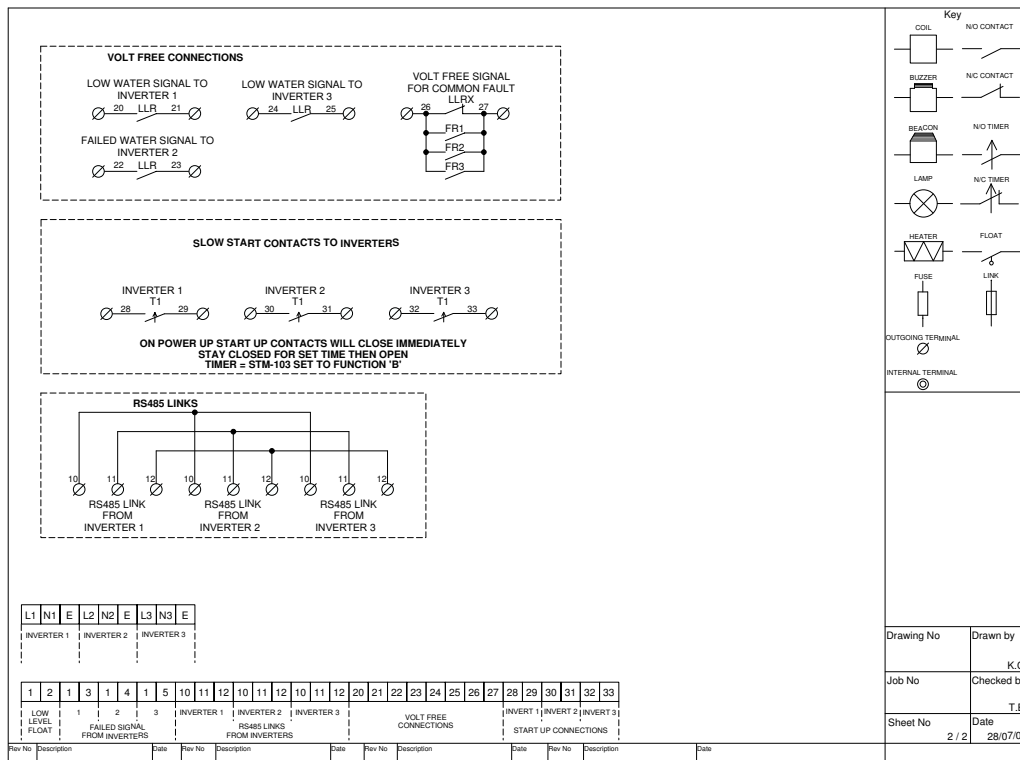 VOLT FREE CONNECTIONS
LOW WATER SIGNAL TO
INVERTER 1
20 LLR 21
LOW WATER SIGNAL TO
INVERTER 3
24 LLR 25
VOLT FREE SIGNAL
FOR COMMON FAULT
LLRX
26 27
FR1
FR2
FR3
FAILED WATER SIGNAL TO
INVERTER 2
22 LLR 23
SLOW START CONTACTS TO INVERTERS
INVERTER 1
T1
28 29
INVERTER 2
T1
30 31
INVERTER 3
T1
32 33
ON POWER UP START UP CONTACTS WILL CLOSE IMMEDIATELY
STAY CLOSED FOR SET TIME THEN OPEN
TIMER = STM-103 SET TO FUNCTION 'B'
RS485 LINKS
10 11 12 10 11 12 10 11 12
RS485 LINK
FROM
INVERTER 1
RS485 LINK
FROM
INVERTER 2
RS485 LINK
FROM
INVERTER 3
L1 N1 E L2 N2 E L3 N3 E
INVERTER 1 INVERTER 2 INVERTER 3
1 2 1 3 1 4 1 5 10 11 12 10 11 12 10 11 12 20 21 22 23 24 25 26 27 28 29 30 31 32 33
LOW
LEVEL
FLOAT
1 2 3
FAILED SIGNAL
FROM INVERTERS
INVERTER 1 INVERTER 2 INVERTER 3
RS485 LINKS
FROM INVERTERS
VOLT FREE
CONNECTIONS
INVERT 1 INVERT 2 INVERT 3
START UP CONNECTIONS
Rev No Description Date Rev No Description Date Rev No Description Date Rev No Description Date
Key
COIL N/O CONTACT
BUZZER N/C CONTACT
BEACON N/O TIMER
LAMP N/C TIMER
HEATER FLOAT
FUSE LINK
OUTGOING TERMINAL
INTERNAL TERMINAL
Drawing No Drawn by
Job No Checked b
Sheet No Date
2 / 2 28/07/0